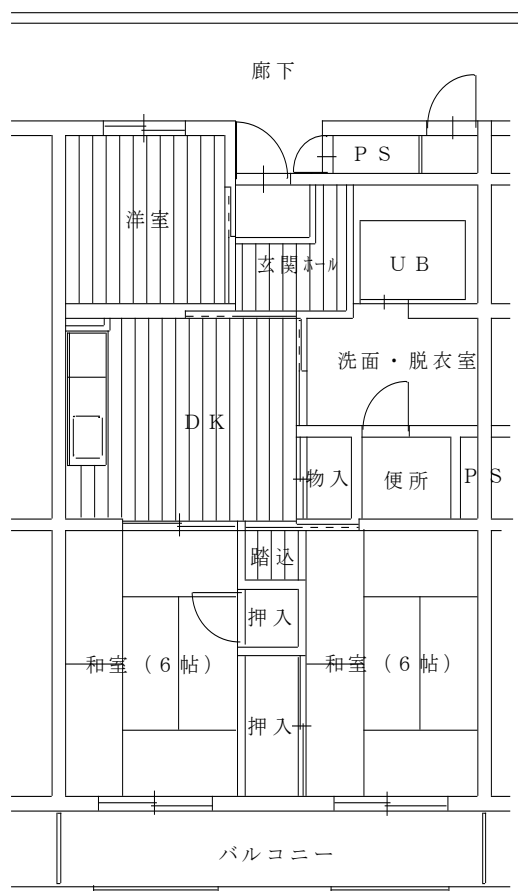 廊下
PS
洋室
玄関ﾎｰﾙ
UB
洗面・脱衣室
DK
物入
便所
PS
踏込
押入
和室（6帖）
和室（6帖）
押入
バルコニー